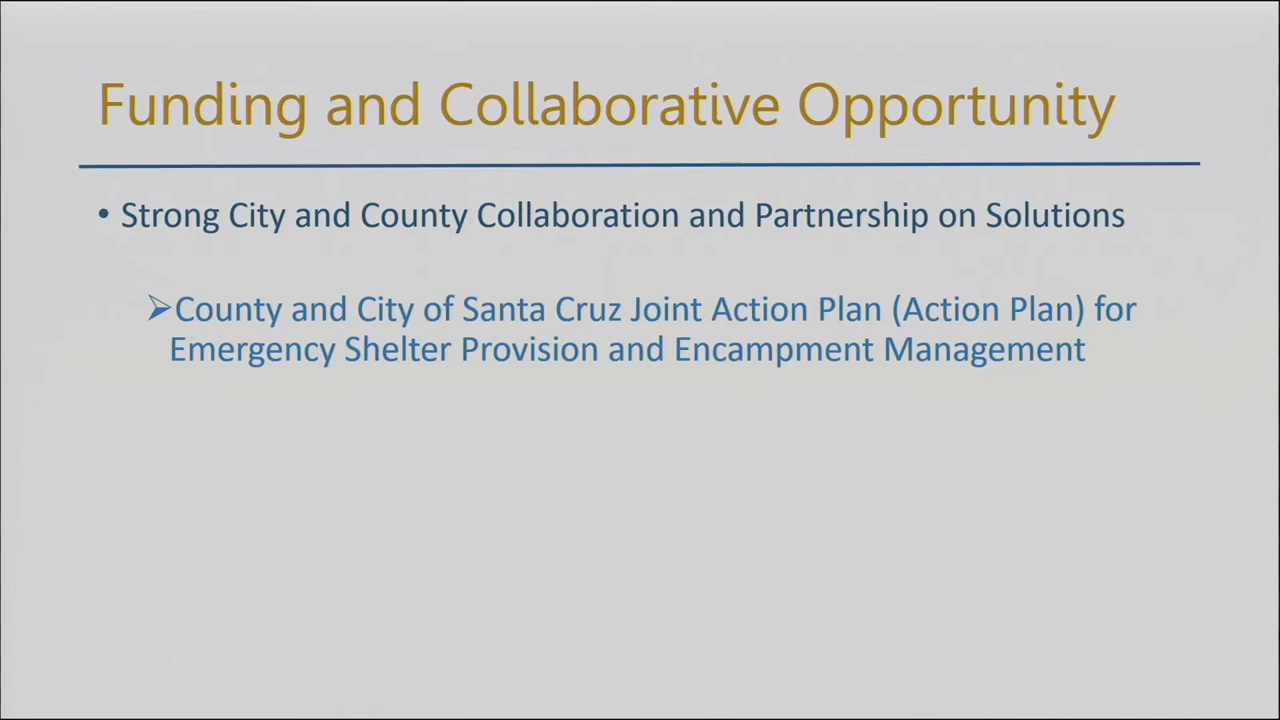 Funding and Collaborative Opportunity
• Strong City and County Collaboration and Partnership on Solutions
➢County and City of Santa Cruz Joint Action Plan (Action Plan) for
Emergency Shelter Provision and Encampment Management